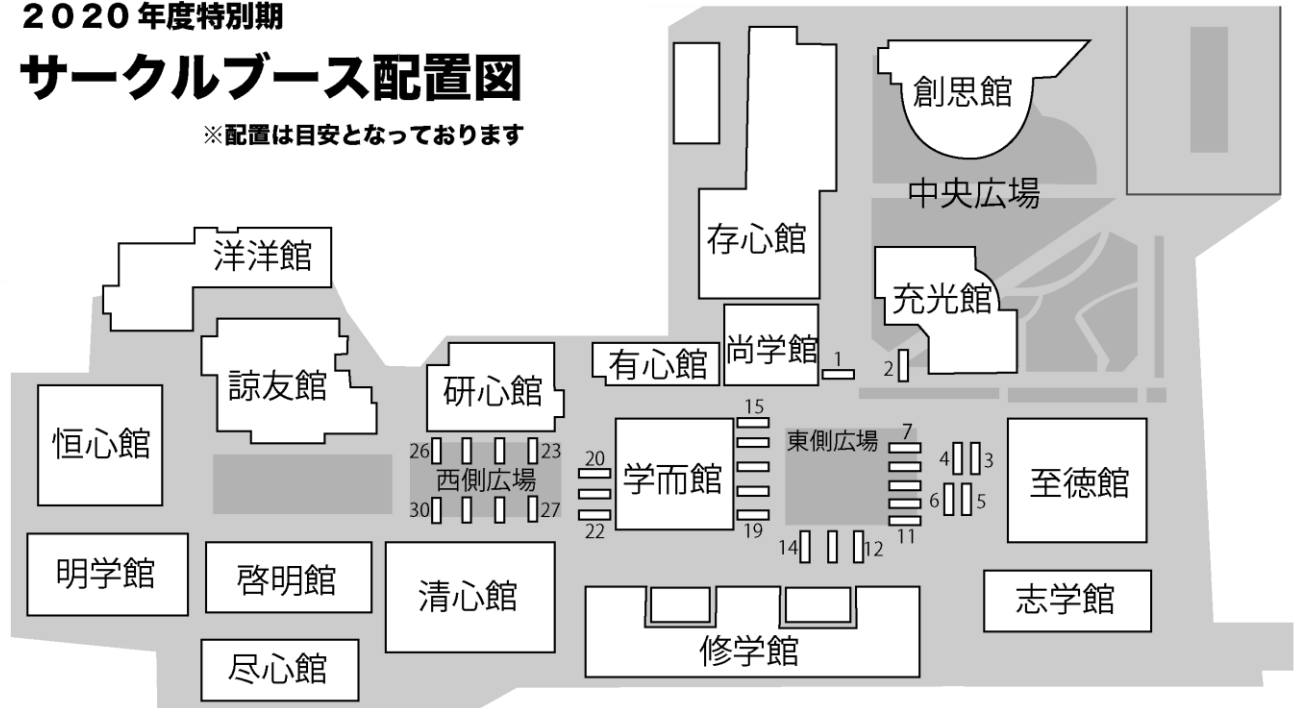 ２０20 年度特別期
サークルブース配置図
※配置は目安となっております
創思館
中央広場
存心館
洋洋館
充光館
尚学館
有心館
1
2
諒友館
研心館
恒心館
15
東側広場
7
26
23
西側広場
20
学而館
4
3
至徳館
6
5
30
27
22
19
11
14
12
明学館
啓明館
清心館
志学館
修学館
尽心館